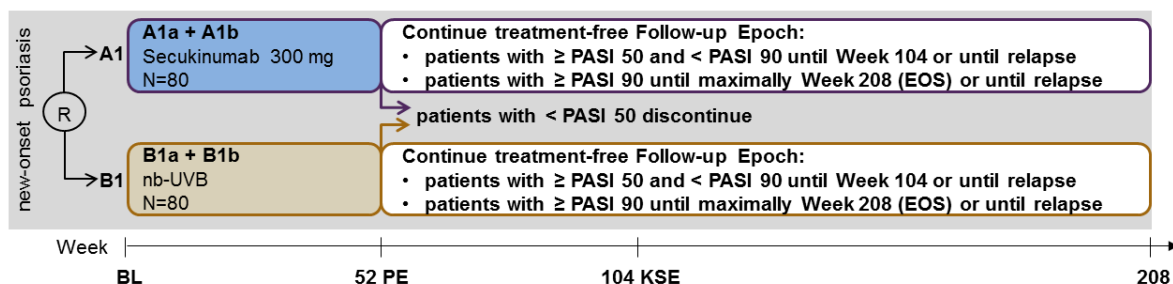 new-onset psoriasis
R
A1
A1a + A1b
Secukinumab 300 mg
N=80
Continue treatment-free Follow-up Epoch:
• patients with ≥ PASI 50 and < PASI 90 until Week 104 or until relapse
• patients with ≥ PASI 90 until maximally Week 208 (EOS) or until relapse
patients with < PASI 50 discontinue
B1
B1a + B1b
nb-UVB
N=80
Continue treatment-free Follow-up Epoch:
• patients with ≥ PASI 50 and < PASI 90 until Week 104 or until relapse
• patients with ≥ PASI 90 until maximally Week 208 (EOS) or until relapse
Week
BL 52 PE 104 KSE 208